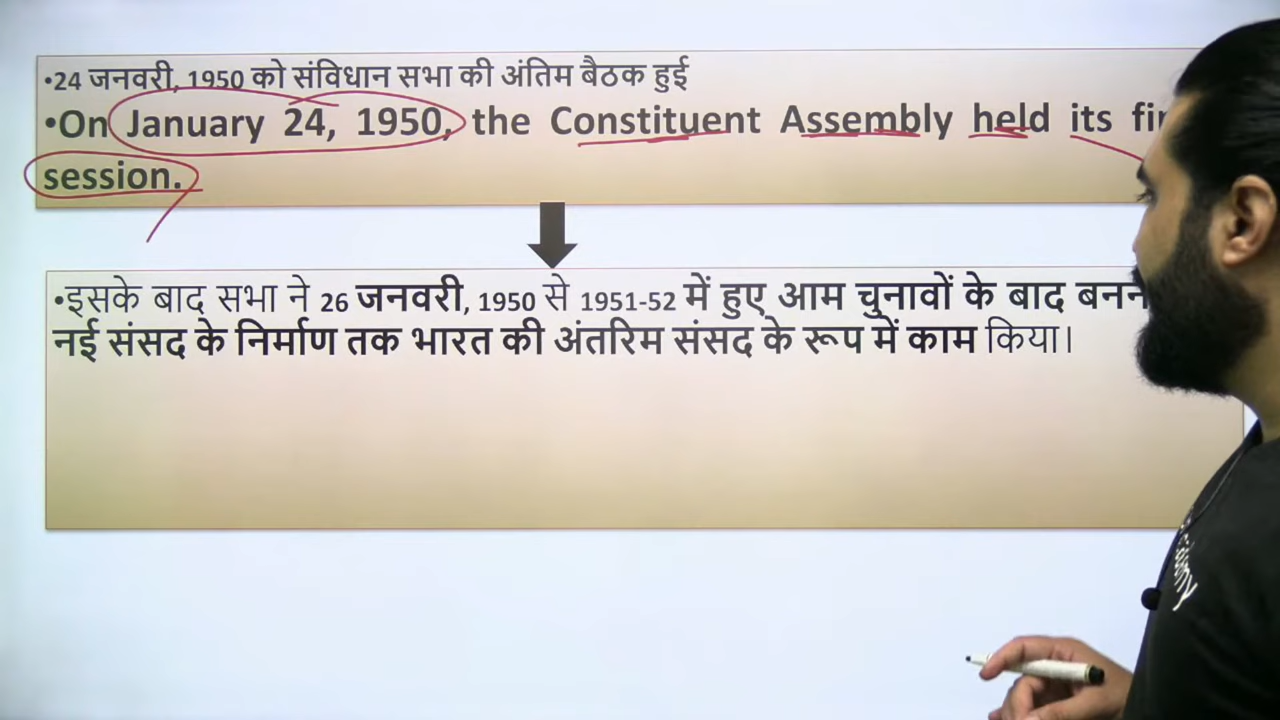 •24 जनवरी, 1950 को संविधान सभा की अंतिम बैठक हुई
•On January 24, 1950, the Constituent Assembly held its
session.
•इसके बाद सभा ने 26 जनवरी, 1950 से 1951-52 में हुए आम चुनावों के बाद
नई संसद के निर्माण तक भारत की अंतरिम संसद के रूप में काम किया।